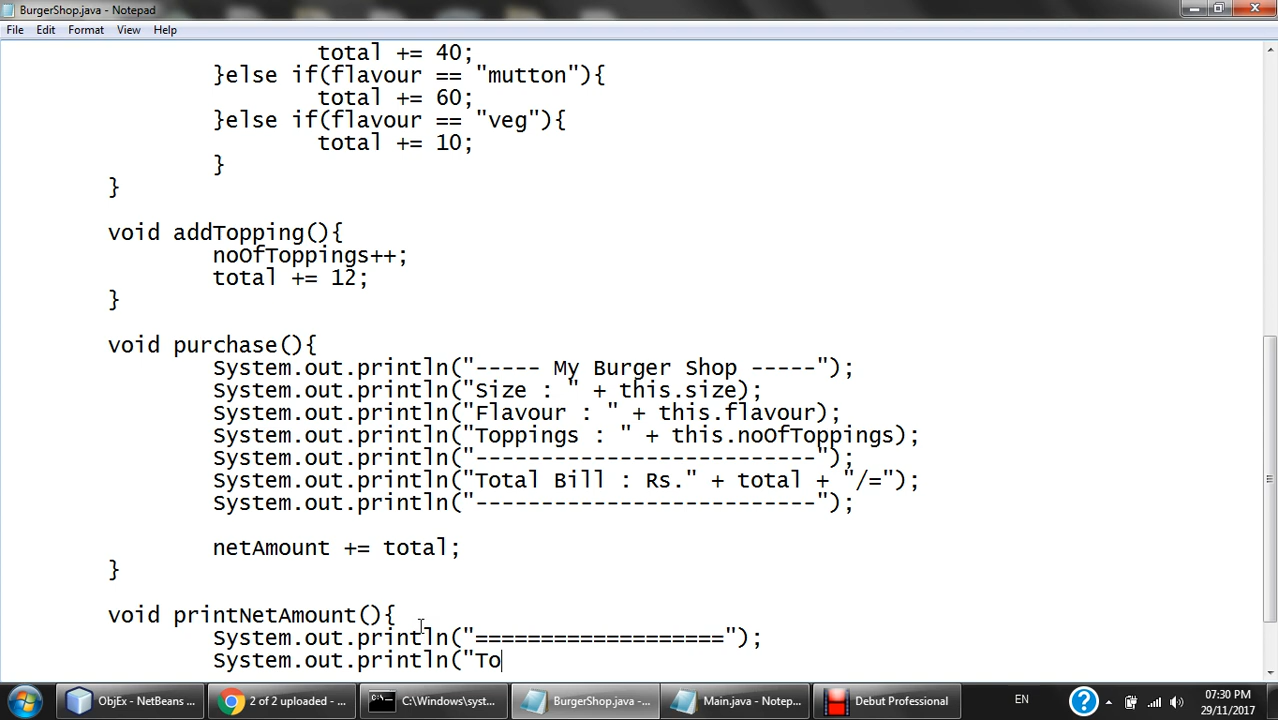 BurgerShop.java - Notepad
File Edit Format View Help
total += 40;
}else if(flavour == "mutton"){
total += 60;
}else if(flavour == "veg"){
total += 10;
}
}
void addTopping(){
noOfToppings++;
total += 12;
}
void purchase(){
System.out.println("----- My Burger Shop -----");
System.out.println("Size : " + this.size);
System.out.println("Flavour : " + this.flavour);
System.out.println("Toppings : " + this.noOfToppings);
System.out.println("--------------------------");
System.out.println("Total Bill : Rs." + total + "/=");
System.out.println("--------------------------");
netAmount += total;
}
void printNetAmount(){
System.out.println("===================");
System.out.println("To
ObjEx - NetBeans ... 2 of 2 uploaded - ... C:\Windows\syst... BurgerShop.java -... Main.java - Notep... Debut Professional EN 07:30 PM
29/11/2017